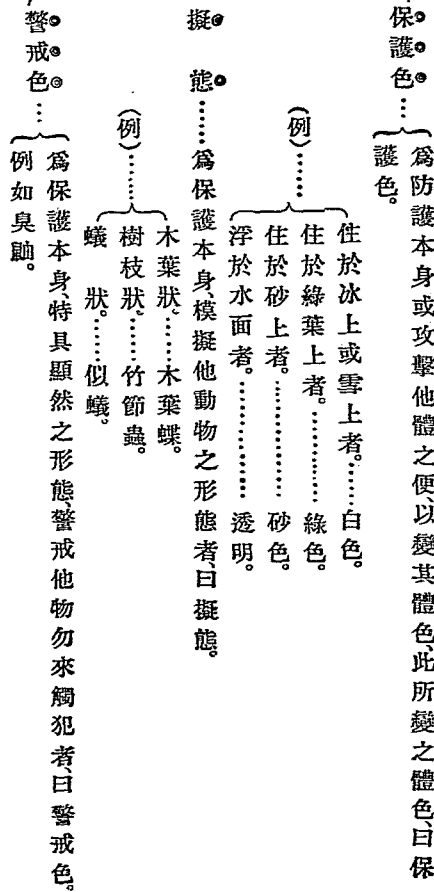 保護色…爲防護本身或攻擊他體之便、以變其體色、此所變之體色、曰保
護色。
(例)……
住於冰上或雪上者。……白色。
住於綠葉上者。……綠色。
住於砂上者。……砂色。
浮於水面者。……透明。
擬態……爲保護本身、模擬他動物之形態者、曰擬態。
(例)……
木葉狀、……木葉蝶。
樹枝狀、……竹節蟲。
蟻狀。……似蟻。
警戒色…爲保護本身、特具顯然之形態、警戒他物勿來觸犯者、曰警戒色。
例如臭鼬。